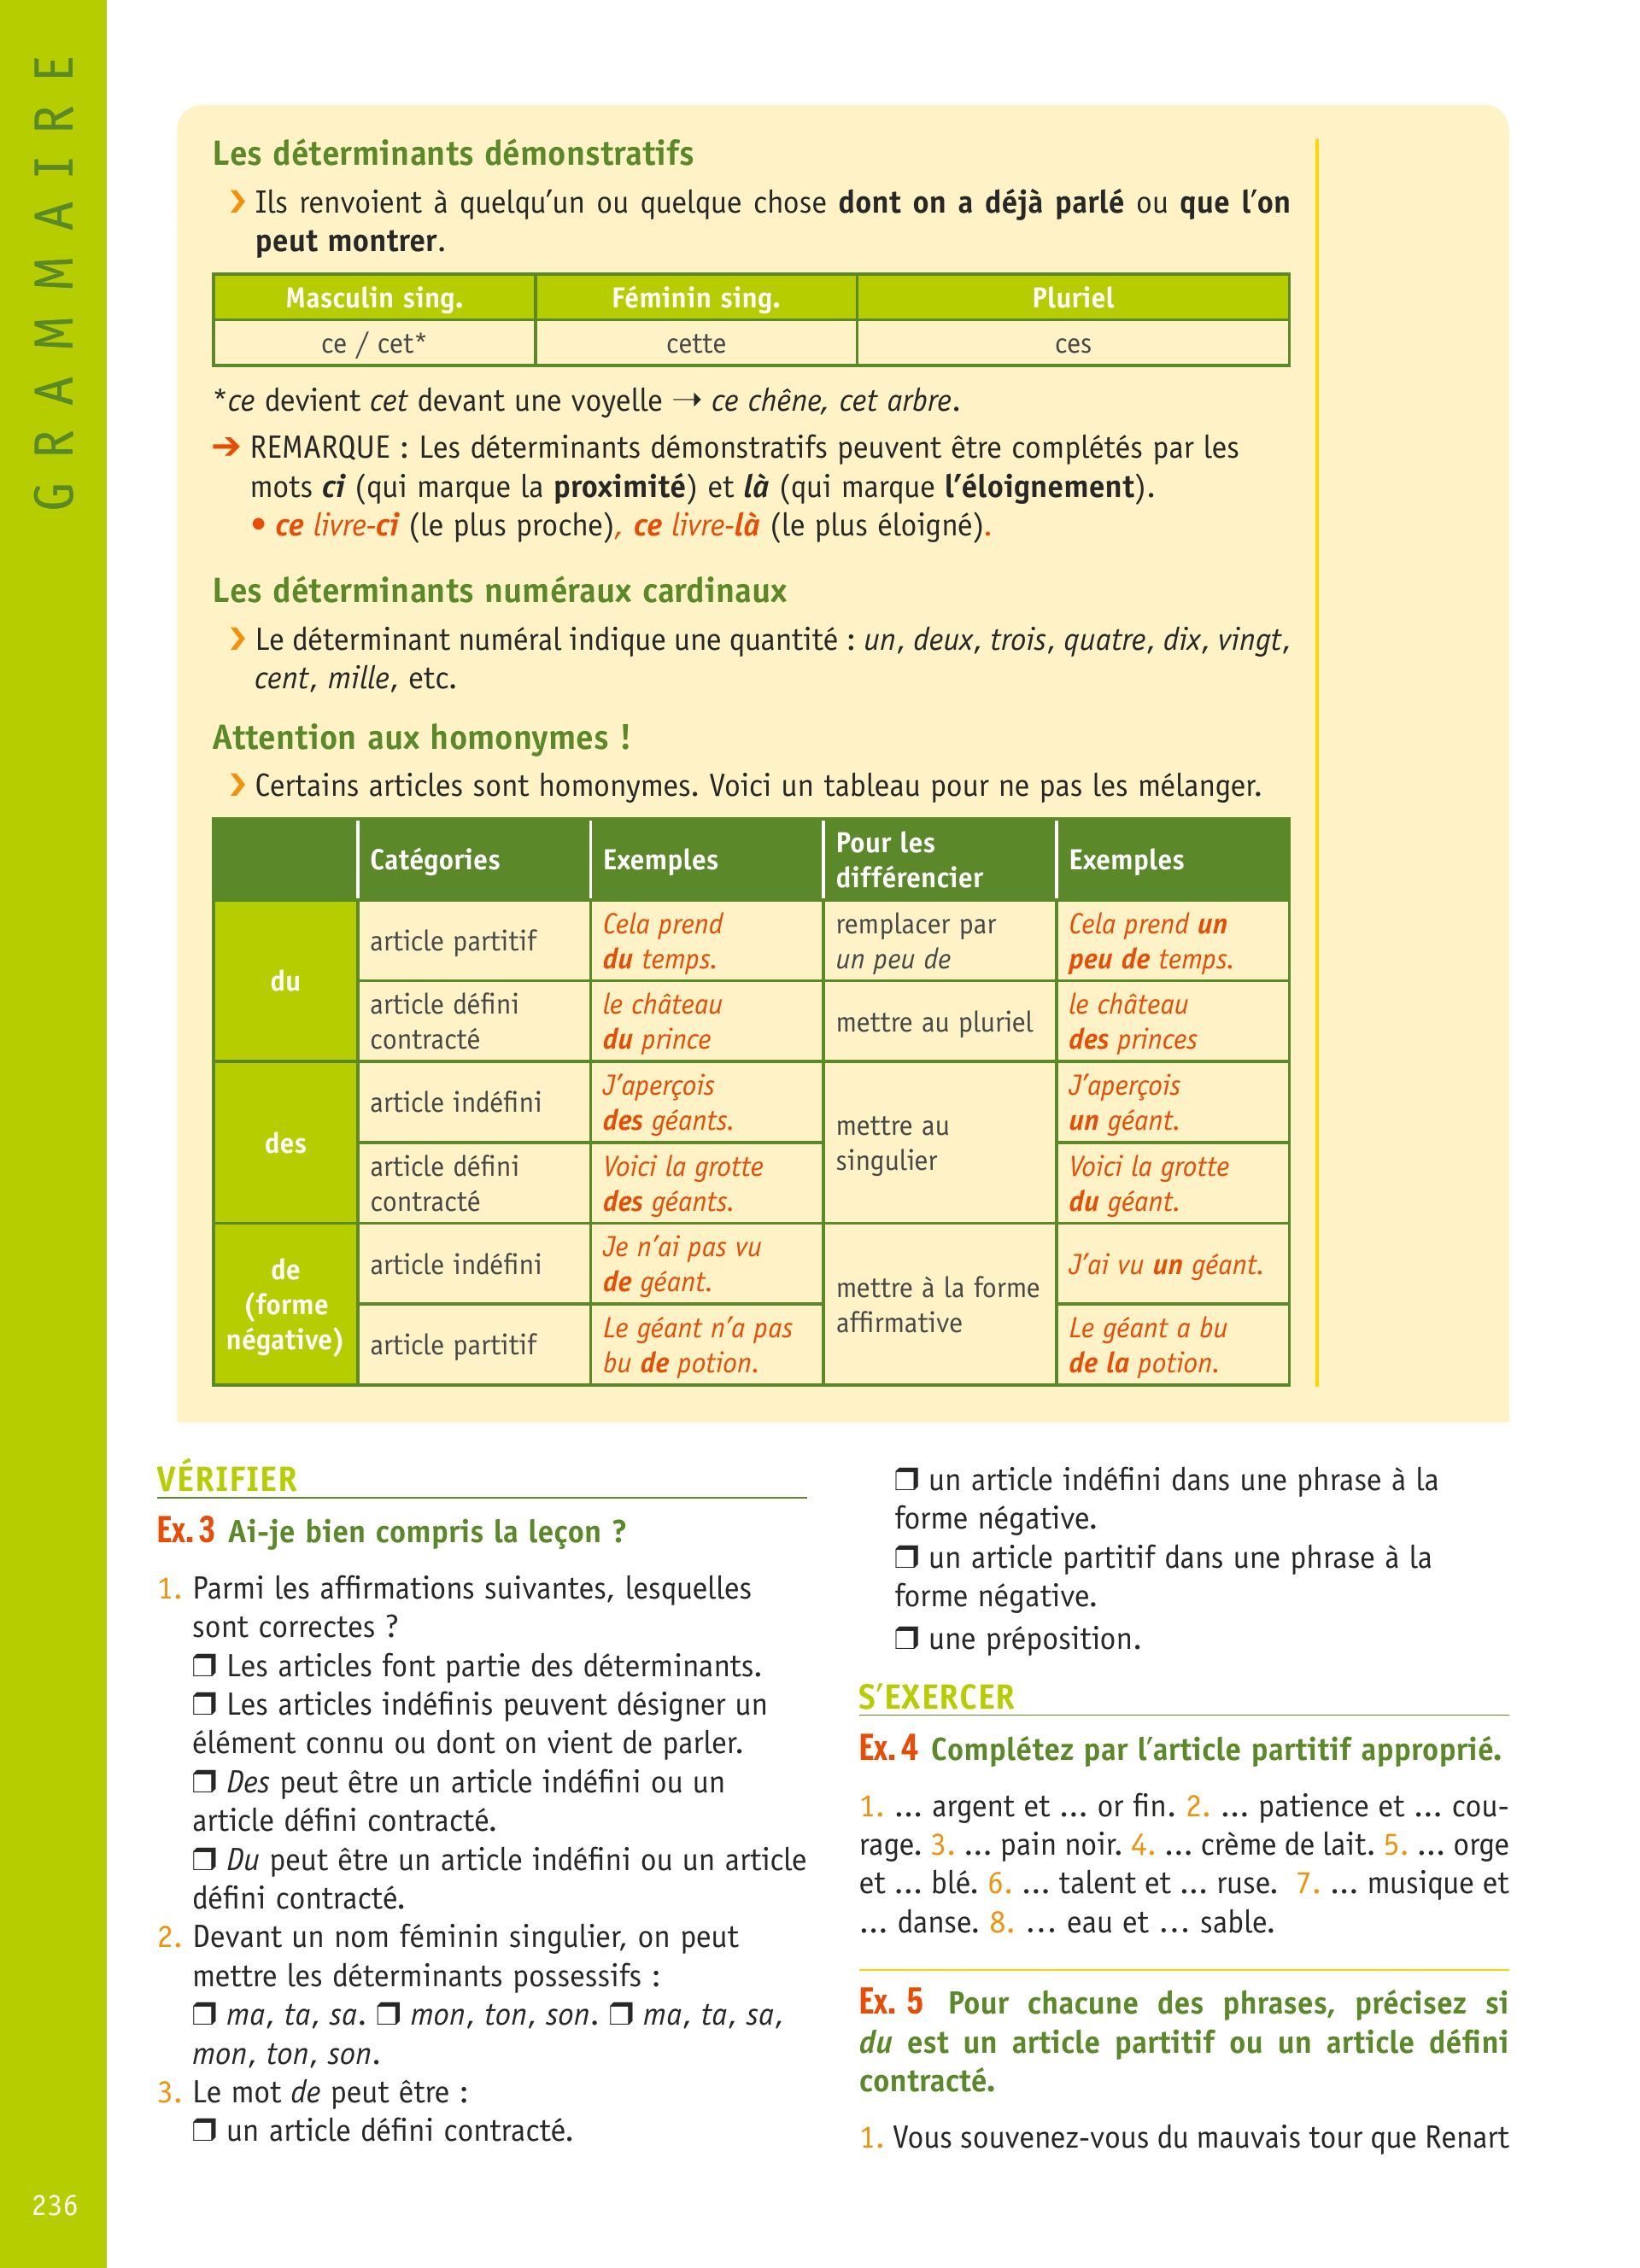 GRAMMAIRE
Les déterminants démonstratifs
› Ils renvoient à quelqu’un ou quelque chose dont on a déjà parlé ou que l’on
peut montrer.
Masculin sing. Féminin sing. Pluriel
ce / cet* cette ces
*ce devient cet devant une voyelle → ce chêne, cet arbre.
➔ REMARQUE : Les déterminants démonstratifs peuvent être complétés par les
mots ci (qui marque la proximité) et là (qui marque l’éloignement).
• ce livre-ci (le plus proche), ce livre-là (le plus éloigné).
Les déterminants numéraux cardinaux
› Le déterminant numéral indique une quantité : un, deux, trois, quatre, dix, vingt,
cent, mille, etc.
Attention aux homonymes !
› Certains articles sont homonymes. Voici un tableau pour ne pas les mélanger.
Catégories Exemples Pour les
différencier Exemples
du
article partitif
Cela prend
du temps.
remplacer par
un peu de
Cela prend un
peu de temps.
article défini
contracté
le château
du prince
mettre au pluriel
le château
des princes
des
article indéfini
J’aperçois
des géants.
mettre au
singulier
J’aperçois
un géant.
article défini
contracté
Voici la grotte
des géants.
Voici la grotte
du géant.
de
(forme
négative)
article indéfini
Je n’ai pas vu
de géant.
mettre à la forme
affirmative
J’ai vu un géant.
article partitif
Le géant n’a pas
bu de potion.
Le géant a bu
de la potion.
VÉRIFIER
Ex. 3 Ai-je bien compris la leçon ?
1. Parmi les affirmations suivantes, lesquelles
sont correctes ?
❒ Les articles font partie des déterminants.
❒ Les articles indéfinis peuvent désigner un
élément connu ou dont on vient de parler.
❒ Des peut être un article indéfini ou un
article défini contracté.
❒ Du peut être un article indéfini ou un article
défini contracté.
2. Devant un nom féminin singulier, on peut
mettre les déterminants possessifs :
❒ ma, ta, sa. ❒ mon, ton, son. ❒ ma, ta, sa,
mon, ton, son.
3. Le mot de peut être :
❒ un article défini contracté.
❒ un article indéfini dans une phrase à la
forme négative.
❒ un article partitif dans une phrase à la
forme négative.
❒ une préposition.
S’EXERCER
Ex. 4 Complétez par l’article partitif approprié.
1. ... argent et ... or fin. 2. ... patience et ... cou-
rage. 3. ... pain noir. 4. ... crème de lait. 5. ... orge
et ... blé. 6. ... talent et ... ruse. 7. ... musique et
... danse. 8. ... eau et ... sable.
Ex. 5 Pour chacune des phrases, précisez si
du est un article partitif ou un article défini
contracté.
1. Vous souvenez-vous du mauvais tour que Renart
236